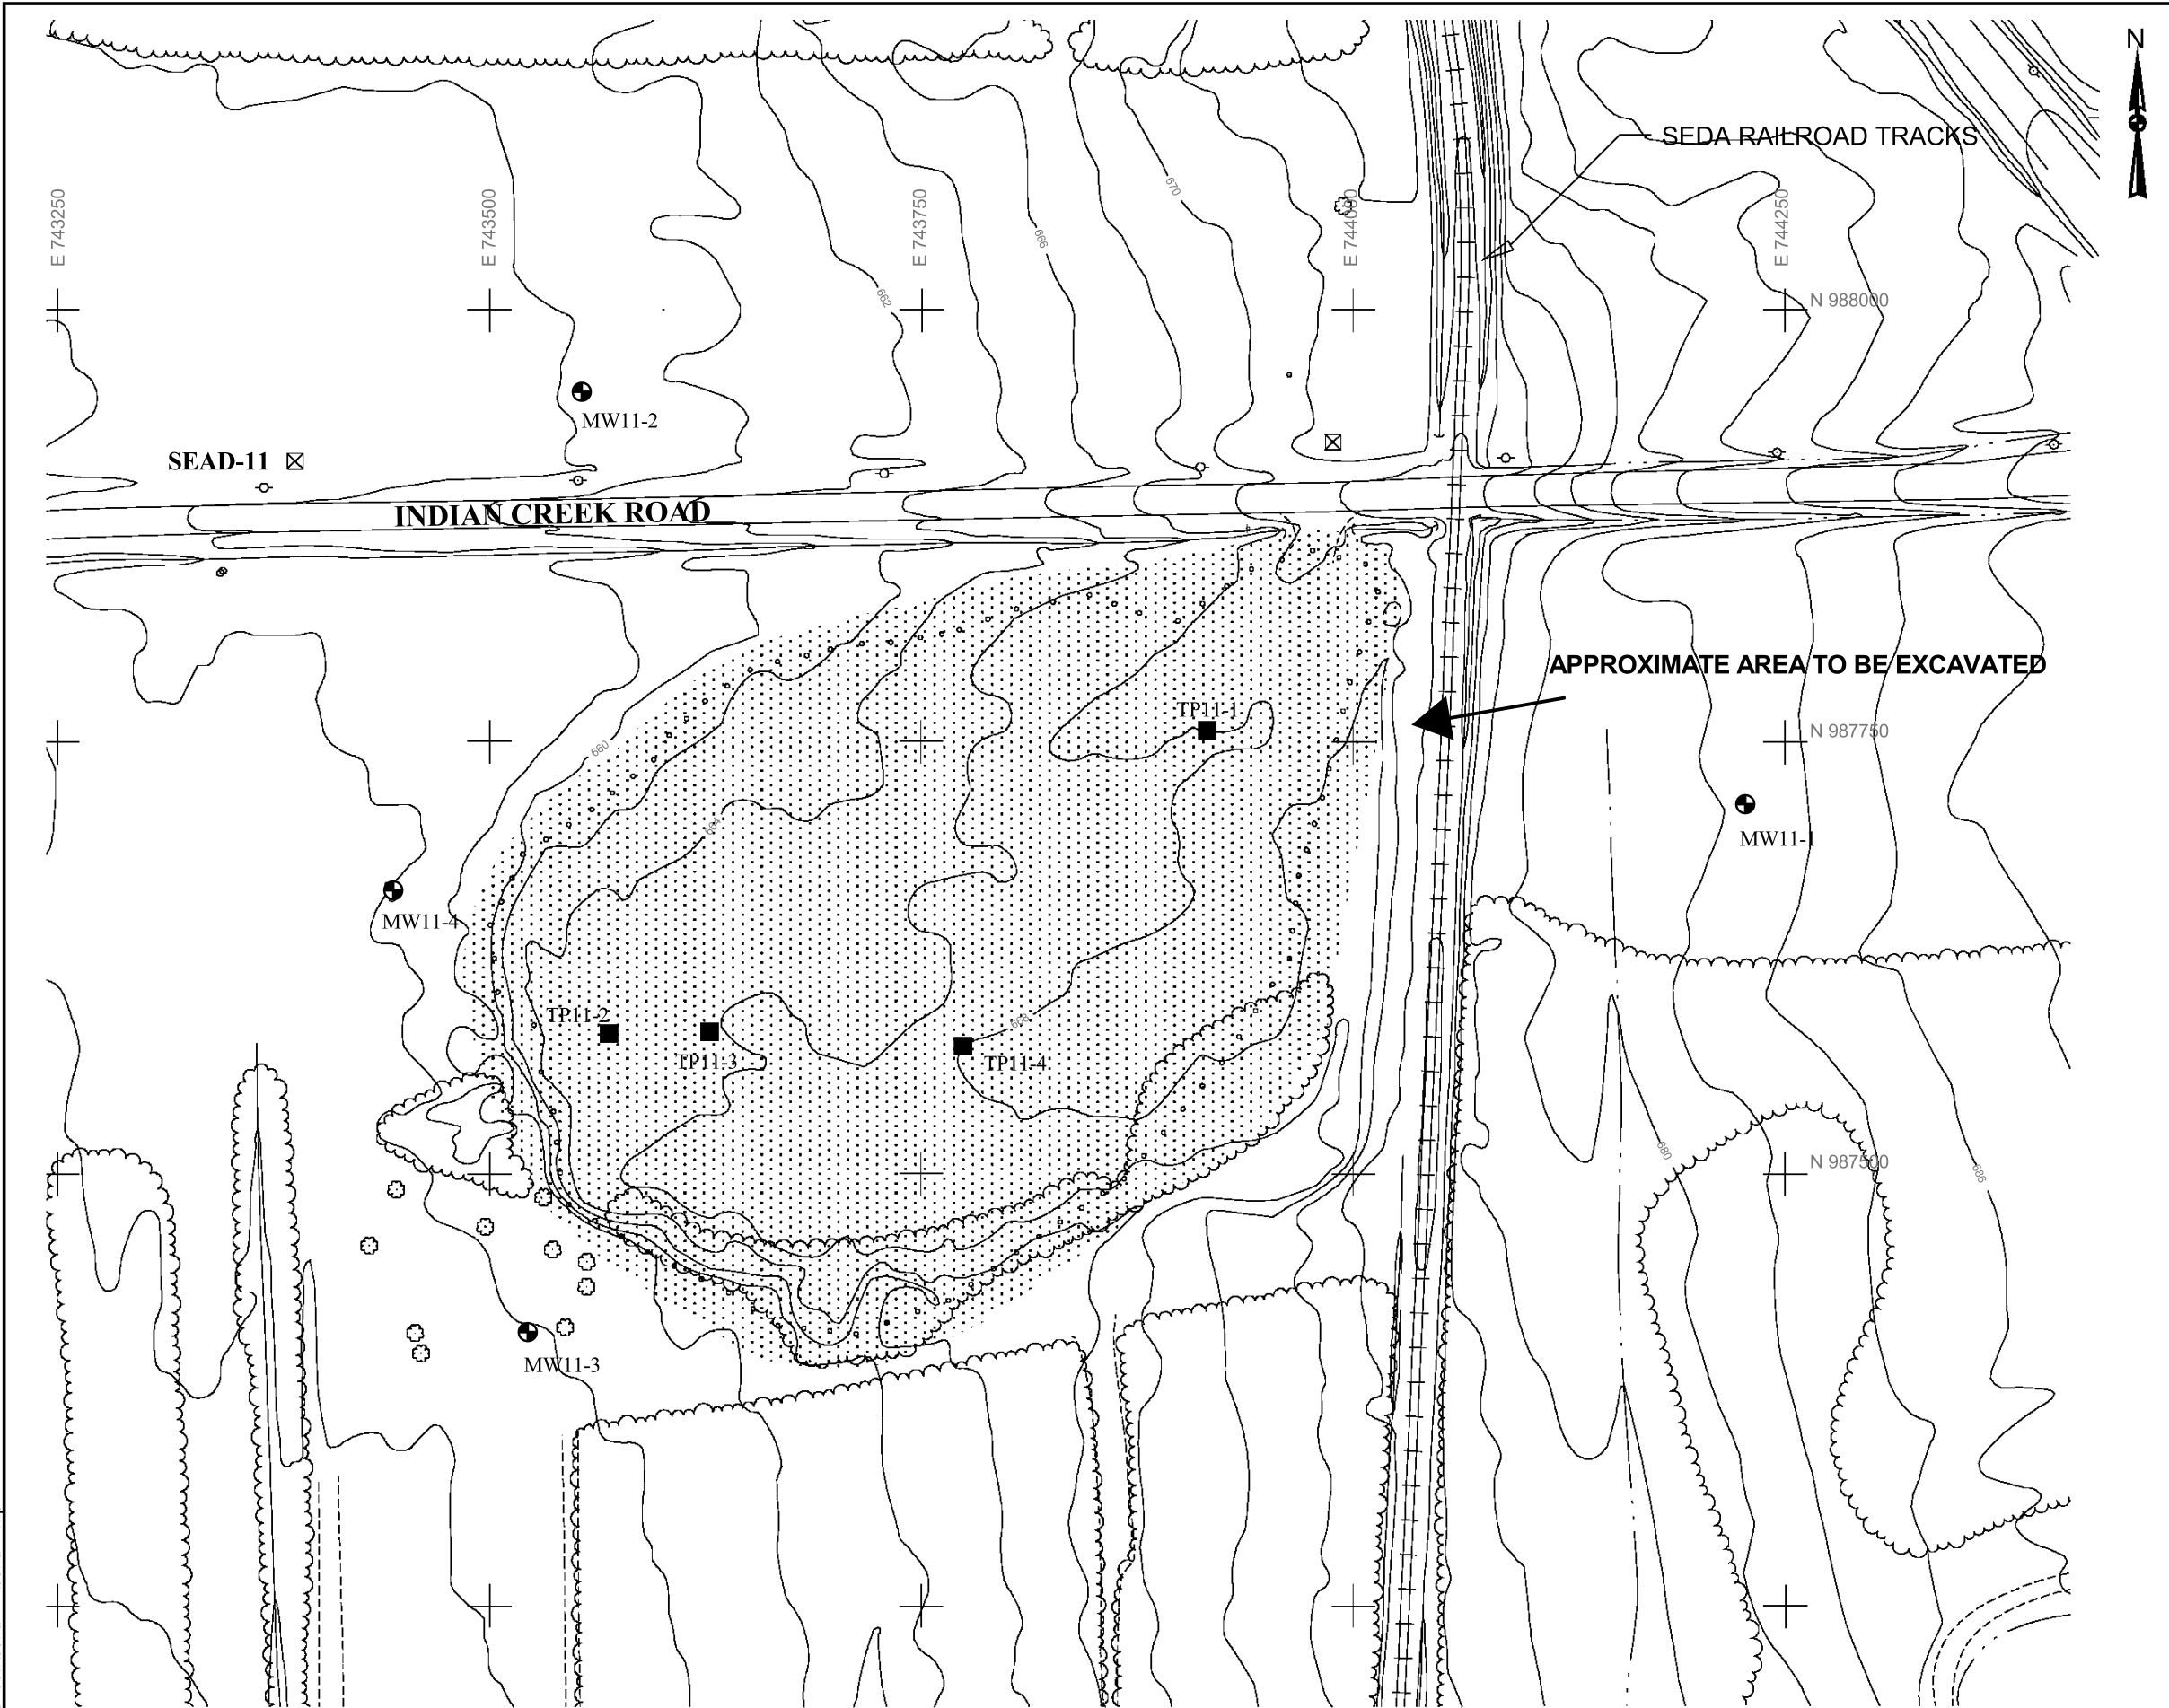 N
SEDA RAILROAD TRACKS
E 743250
E 743500
E 743750
E 744000
E 744250
670
666
662
N 988000
MW11-2
SEAD-11
INDIAN CREEK ROAD
APPROXIMATE AREA TO BE EXCAVATED
TP11-1
N 987750
660
664
MW11-1
MW11-4
TP11-2
TP11-3
668
TP11-4
680
N 987500
686
MW11-3